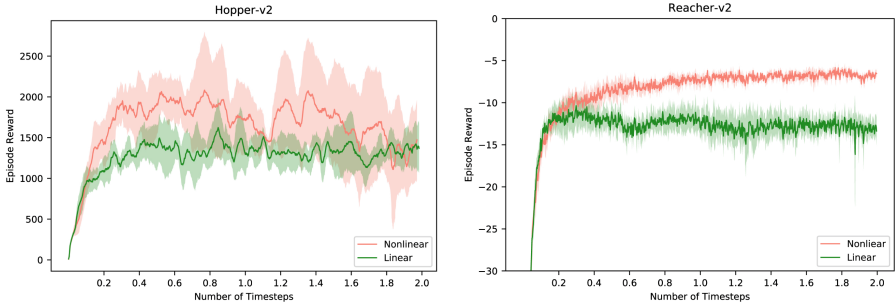 Hopper-v2
Episode Reward
2500
2000
1500
1000
500
0
0.2 0.4 0.6 0.8 1.0 1.2 1.4 1.6 1.8 2.0
Number of Timesteps
Nonlinear
Linear
Reacher-v2
Episode Reward
0
−5
−10
−15
−20
−25
−30
0.2 0.4 0.6 0.8 1.0 1.2 1.4 1.6 1.8 2.0
Number of Timesteps
Nonliear
Linear